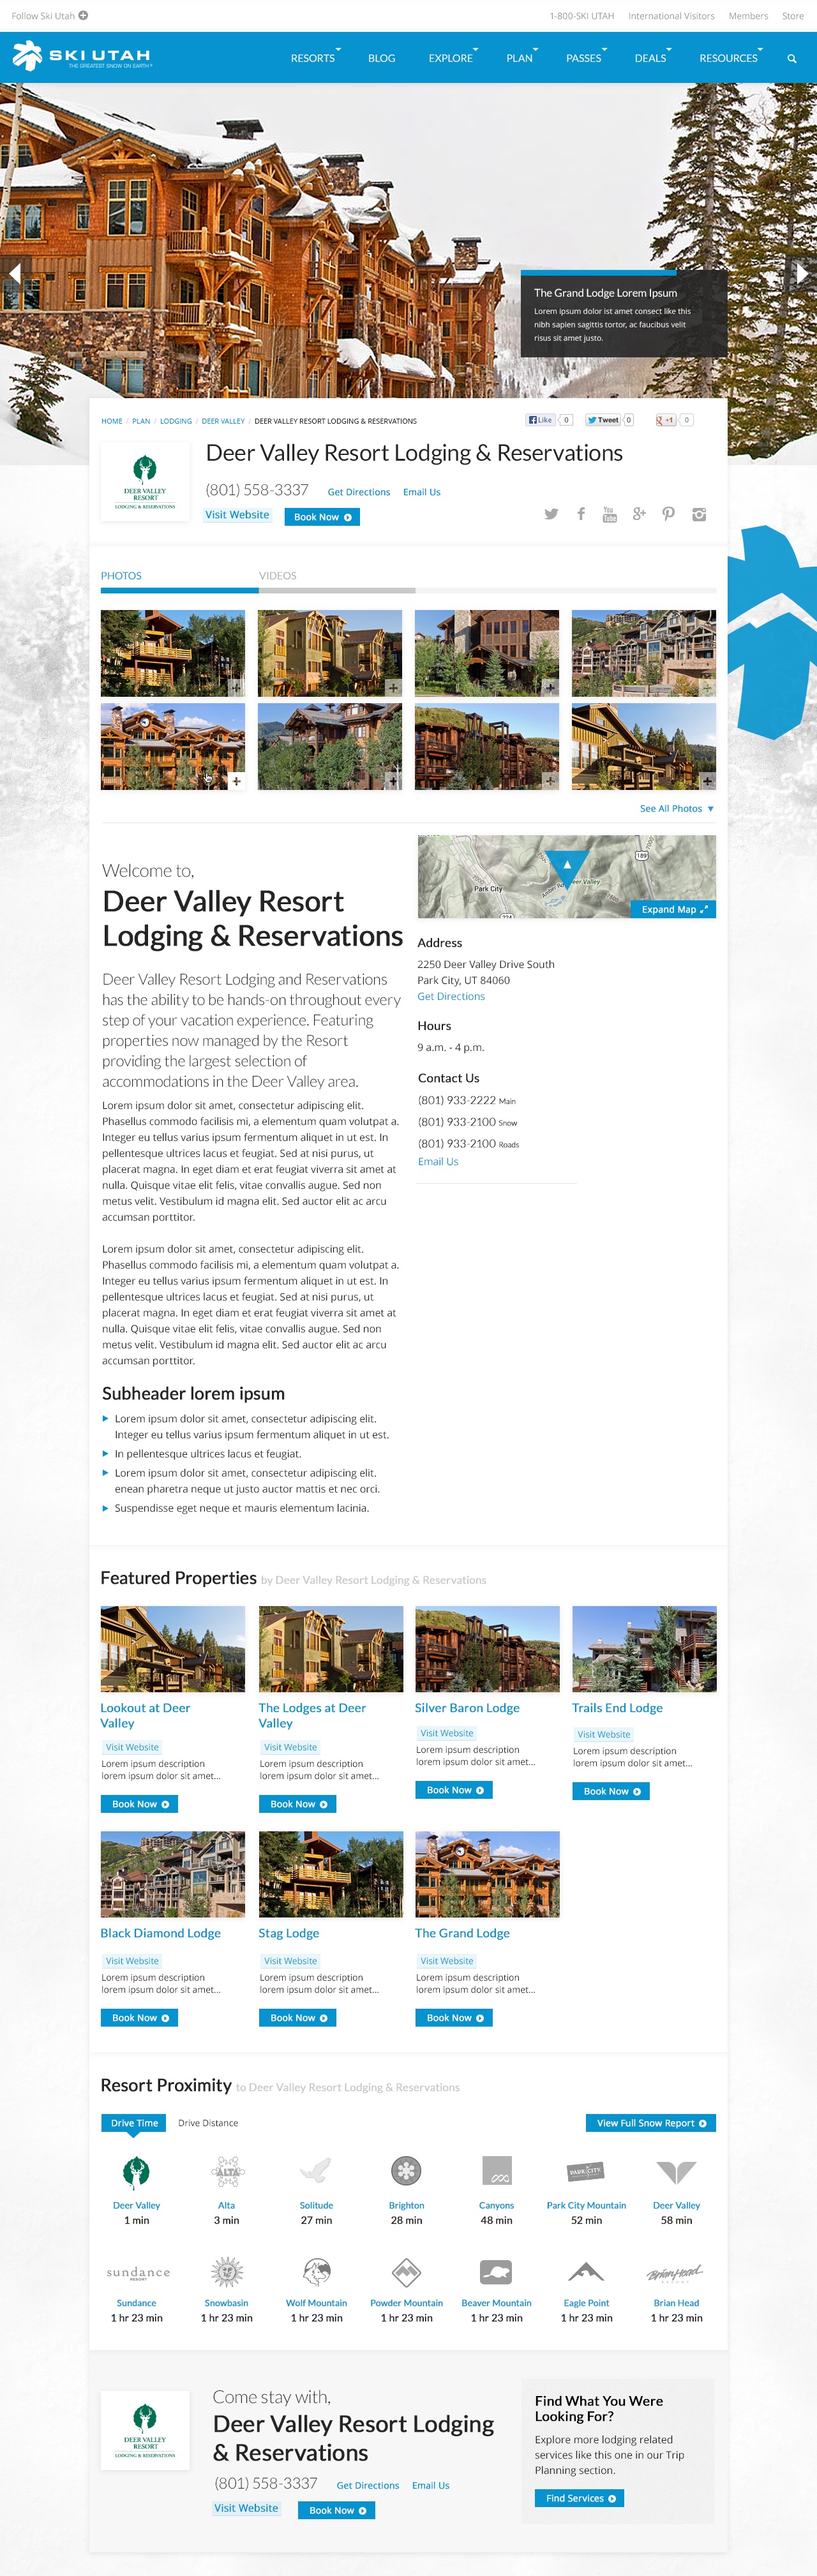 Follow Ski Utah
1-800-SKI UTAH International Visitors Members Store
SKI UTAH
THE GREATEST SNOW ON EARTH®
RESORTS BLOG EXPLORE PLAN PASSES DEALS RESOURCES
The Grand Lodge Lorem Ipsum
Lorem ipsum dolor ist amet consect like this
nibh sapien sagittis tortor, ac faucibus velit
risus sit amet justo.
HOME / PLAN / LODGING / DEER VALLEY / DEER VALLEY RESORT LODGING & RESERVATIONS
Like 0 Tweet 0 +1 0
DEER VALLEY
RESORT
LODGING & RESERVATIONS
Deer Valley Resort Lodging & Reservations
(801) 558-3337 Get Directions Email Us
Visit Website Book Now
You
Tube
PHOTOS VIDEOS
See All Photos
Welcome to,
Deer Valley Resort
Lodging & Reservations
Deer Valley Resort Lodging and Reservations
has the ability to be hands-on throughout every
step of your vacation experience. Featuring
properties now managed by the Resort
providing the largest selection of
accommodations in the Deer Valley area.
Lorem ipsum dolor sit amet, consectetur adipiscing elit.
Phasellus commodo facilisis mi, a elementum quam volutpat a.
Integer eu tellus varius ipsum fermentum aliquet in ut est. In
pellentesque ultrices lacus et feugiat. Sed at nisi purus, ut
placerat magna. In eget diam et erat feugiat viverra sit amet at
nulla. Quisque vitae elit felis, vitae convallis augue. Sed non
metus velit. Vestibulum id magna elit. Sed auctor elit ac arcu
accumsan porttitor.
Lorem ipsum dolor sit amet, consectetur adipiscing elit.
Phasellus commodo facilisis mi, a elementum quam volutpat a.
Integer eu tellus varius ipsum fermentum aliquet in ut est. In
pellentesque ultrices lacus et feugiat. Sed at nisi purus, ut
placerat magna. In eget diam et erat feugiat viverra sit amet at
nulla. Quisque vitae elit felis, vitae convallis augue. Sed non
metus velit. Vestibulum id magna elit. Sed auctor elit ac arcu
accumsan porttitor.
Subheader lorem ipsum
Lorem ipsum dolor sit amet, consectetur adipiscing elit.
Integer eu tellus varius ipsum fermentum aliquet in ut est.
In pellentesque ultrices lacus et feugiat.
Lorem ipsum dolor sit amet, consectetur adipiscing elit.
enean pharetra neque ut justo auctor mattis et nec orci.
Suspendisse eget neque et mauris elementum lacinia.
189
Park City
Deer Valley
224
Expand Map
Address
2250 Deer Valley Drive South
Park City, UT 84060
Get Directions
Hours
9 a.m. - 4 p.m.
Contact Us
(801) 933-2222 Main
(801) 933-2100 Snow
(801) 933-2100 Roads
Email Us
Featured Properties by Deer Valley Resort Lodging & Reservations
Lookout at Deer
Valley
Visit Website
Lorem ipsum description
lorem ipsum dolor sit amet...
Book Now
The Lodges at Deer
Valley
Visit Website
Lorem ipsum description
lorem ipsum dolor sit amet...
Book Now
Silver Baron Lodge
Visit Website
Lorem ipsum description
lorem ipsum dolor sit amet...
Book Now
Trails End Lodge
Visit Website
Lorem ipsum description
lorem ipsum dolor sit amet...
Book Now
Black Diamond Lodge
Visit Website
Lorem ipsum description
lorem ipsum dolor sit amet...
Book Now
Stag Lodge
Visit Website
Lorem ipsum description
lorem ipsum dolor sit amet...
Book Now
The Grand Lodge
Visit Website
Lorem ipsum description
lorem ipsum dolor sit amet...
Book Now
Resort Proximity to Deer Valley Resort Lodging & Reservations
Drive Time Drive Distance View Full Snow Report
ALTA PARK CITY
Deer Valley Alta Solitude Brighton Canyons Park City Mountain Deer Valley
1 min 3 min 27 min 28 min 48 min 52 min 58 min
sundance
RESORT
Brian Head
Sundance Snowbasin Wolf Mountain Powder Mountain Beaver Mountain Eagle Point Brian Head
1 hr 23 min 1 hr 23 min 1 hr 23 min 1 hr 23 min 1 hr 23 min 1 hr 23 min 1 hr 23 min
DEER VALLEY
RESORT
LODGING & RESERVATIONS
Come stay with,
Deer Valley Resort Lodging
& Reservations
(801) 558-3337 Get Directions Email Us
Visit Website Book Now
Find What You Were
Looking For?
Explore more lodging related
services like this one in our Trip
Planning section.
Find Services